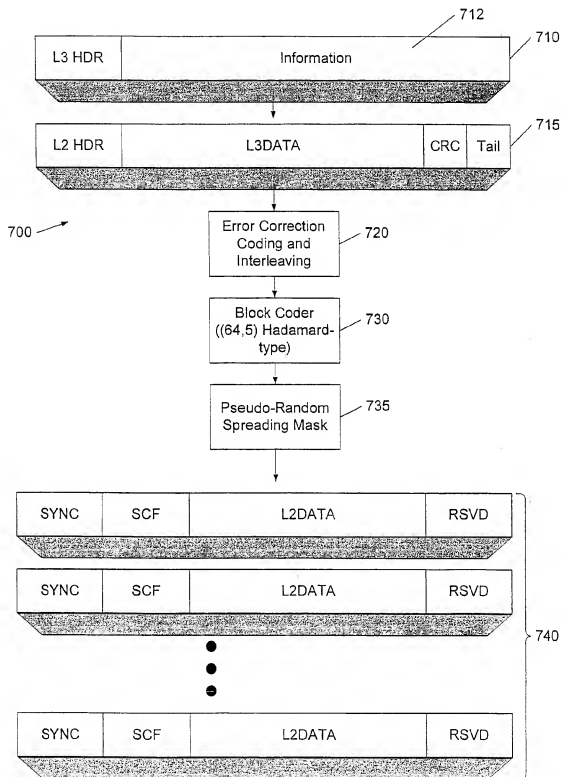 712
710
L3 HDR Information
715
L2 HDR L3DATA CRC Tail
700
Error Correction
Coding and
Interleaving
720
Block Coder
((64,5) Hadamard-
type)
730
Pseudo-Random
Spreading Mask
735
SYNC SCF L2DATA RSVD
SYNC SCF L2DATA RSVD
740
SYNC SCF L2DATA RSVD